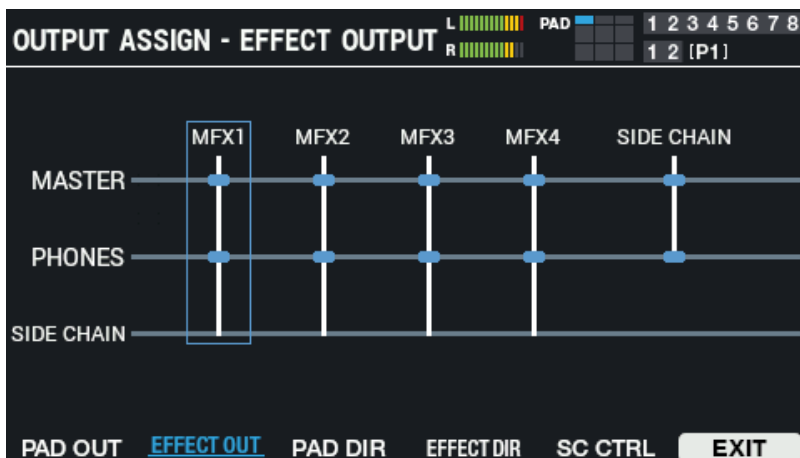 OUTPUT ASSIGN - EFFECT OUTPUT L R PAD 1 2 3 4 5 6 7 8
1 2 [P1]
MFX1 MFX2 MFX3 MFX4 SIDE CHAIN
MASTER
PHONES
SIDE CHAIN
PAD OUT EFFECT OUT PAD DIR EFFECT DIR SC CTRL EXIT